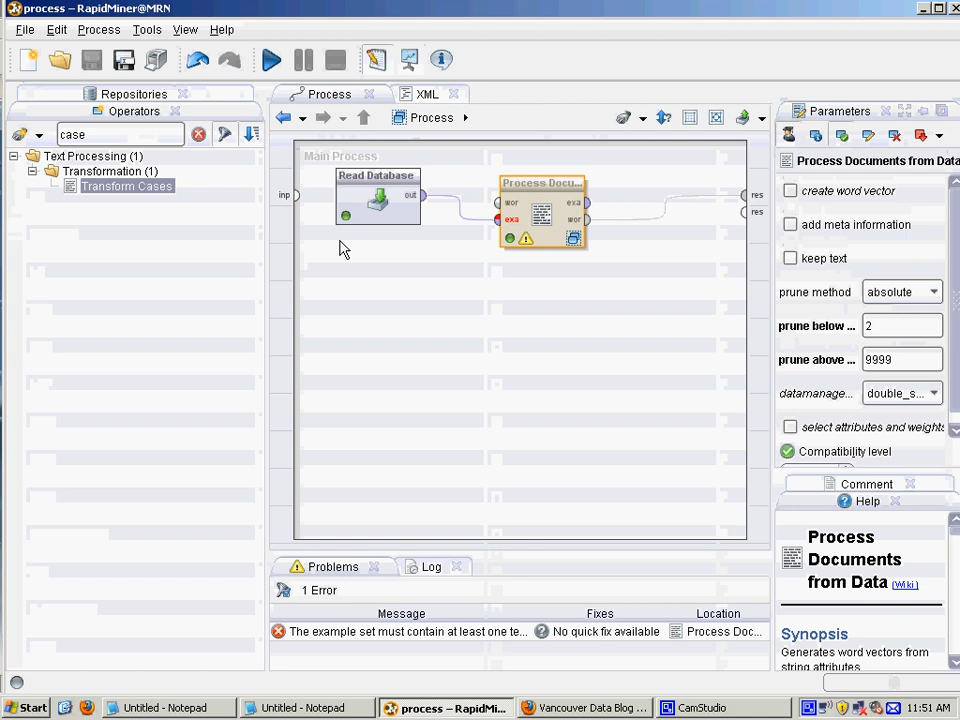 process – RapidMiner@MRN
File Edit Process Tools View Help
Repositories
Process
XML
Operators
Process
Parameters
case
Text Processing (1)
Transformation (1)
Transform Cases
Main Process
Read Database
out
inp
Process Docu...
wor
exa
exa
wor
res
res
Process Documents from Data
create word vector
add meta information
keep text
prune method
absolute
prune below ...
2
prune above ...
9999
datamanage...
double_s...
select attributes and weights
Compatibility level
Comment
Help
Process Documents from Data (Wiki)
Synopsis
Generates word vectors from
string attributes.
Problems
Log
1 Error
Message Fixes Location
The example set must contain at least one te... No quick fix available Process Doc...
Start
Untitled - Notepad
Untitled - Notepad
process – RapidMi...
Vancouver Data Blog ...
CamStudio
11:51 AM